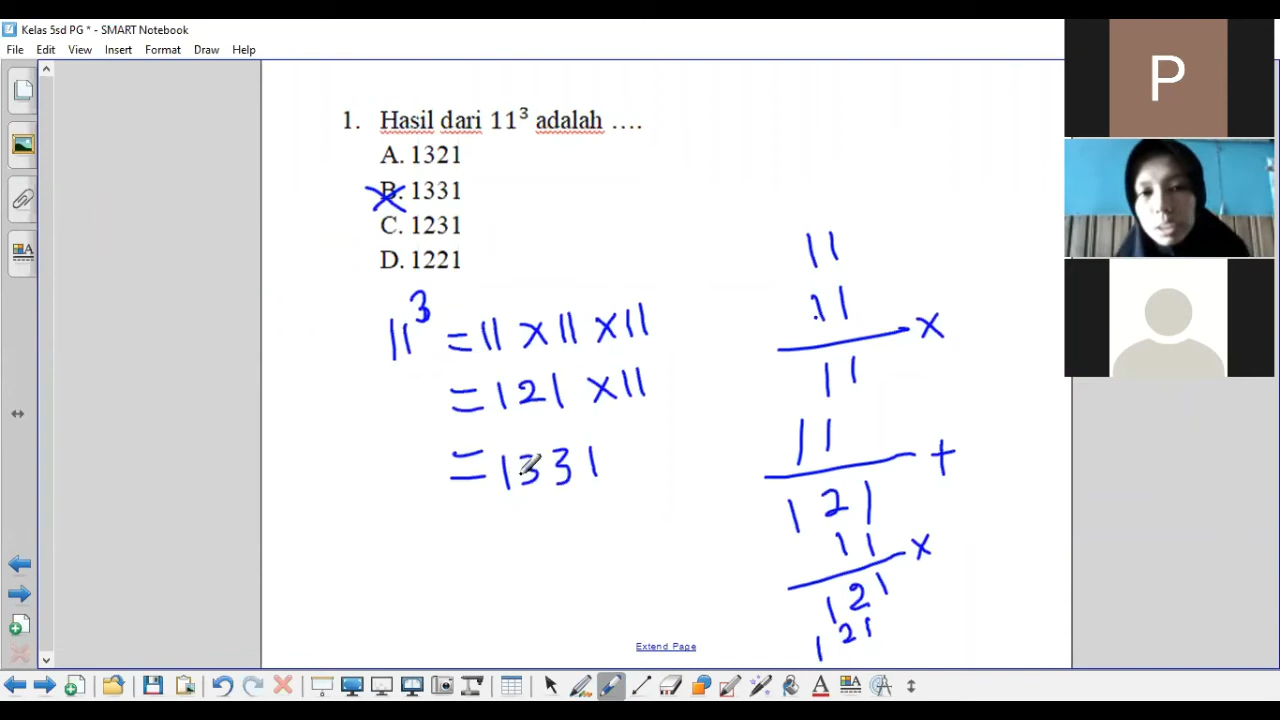 Kelas 5sd PG * - SMART Notebook
File Edit View Insert Format Draw Help
P
1. Hasil dari 11³ adalah ....
A. 1321
B. 1331
C. 1231
D. 1221
11³ = 11 x 11 x 11
= 121 x 11
= 1331
11
11
x
11
11
+
121
11
x
121
121
Extend Page
A